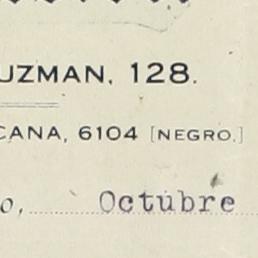 UZMAN, 128.
CANA, 6104 [NEGRO.]
o, Octubre